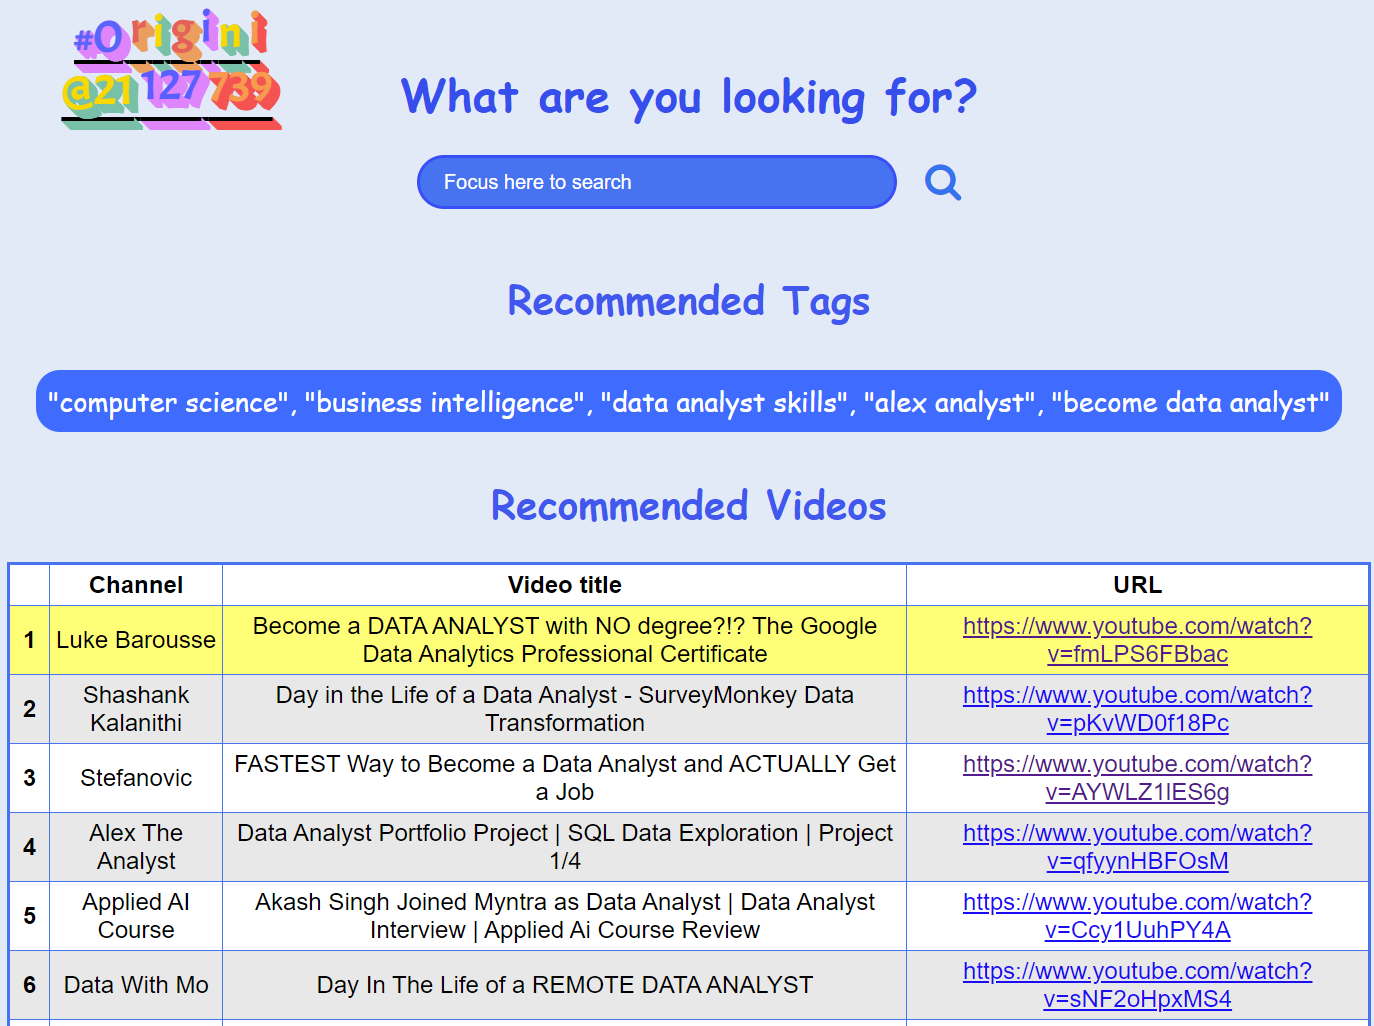 #Origini
@21127739
What are you looking for?
Focus here to search
Recommended Tags
"computer science", "business intelligence", "data analyst skills", "alex analyst", "become data analyst"
Recommended Videos
Channel Video title URL
1 Luke Barousse Become a DATA ANALYST with NO degree?!? The Google Data Analytics Professional Certificate https://www.youtube.com/watch?v=fmLPS6FBbac
2 Shashank Kalanithi Day in the Life of a Data Analyst - SurveyMonkey Data Transformation https://www.youtube.com/watch?v=pKvWD0f18Pc
3 Stefanovic FASTEST Way to Become a Data Analyst and ACTUALLY Get a Job https://www.youtube.com/watch?v=AYWLZ1lES6g
4 Alex The Analyst Data Analyst Portfolio Project | SQL Data Exploration | Project 1/4 https://www.youtube.com/watch?v=qfyynHBFOsM
5 Applied AI Course Akash Singh Joined Myntra as Data Analyst | Data Analyst Interview | Applied Ai Course Review https://www.youtube.com/watch?v=Ccy1UuhPY4A
6 Data With Mo Day In The Life of a REMOTE DATA ANALYST https://www.youtube.com/watch?v=sNF2oHpxMS4